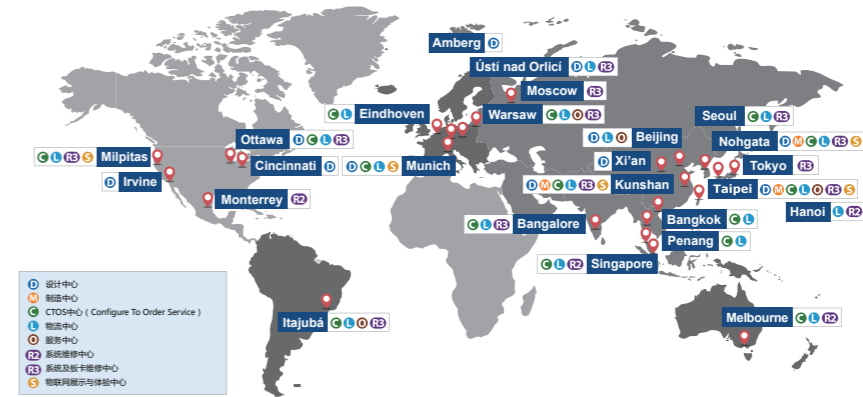 Amberg D
Ústí nad Orlicí D L R3
Moscow R3
C L Eindhoven
Warsaw C L O R3
Seoul C L R3
Ottawa D C L R3
D L O Beijing
Nohgata D M C L R3 S
C L R3 S Milpitas
Cincinnati D
D C L S Munich
D Xi'an
Tokyo R3
D Irvine
D M C L R3 S Kunshan
Taipei D M C L O R3 S
Monterrey R2
Hanoi L R2
C L R3 Bangalore
Bangkok C L
Penang C L
C L R2 Singapore
D 设计中心
M 制造中心
C CTOS中心（Configure To Order Service）
L 物流中心
O 服务中心
R2 系统维修中心
R3 系统及板卡维修中心
S 物联网展示与体验中心
Itajubá C L O R3
Melbourne C L R2